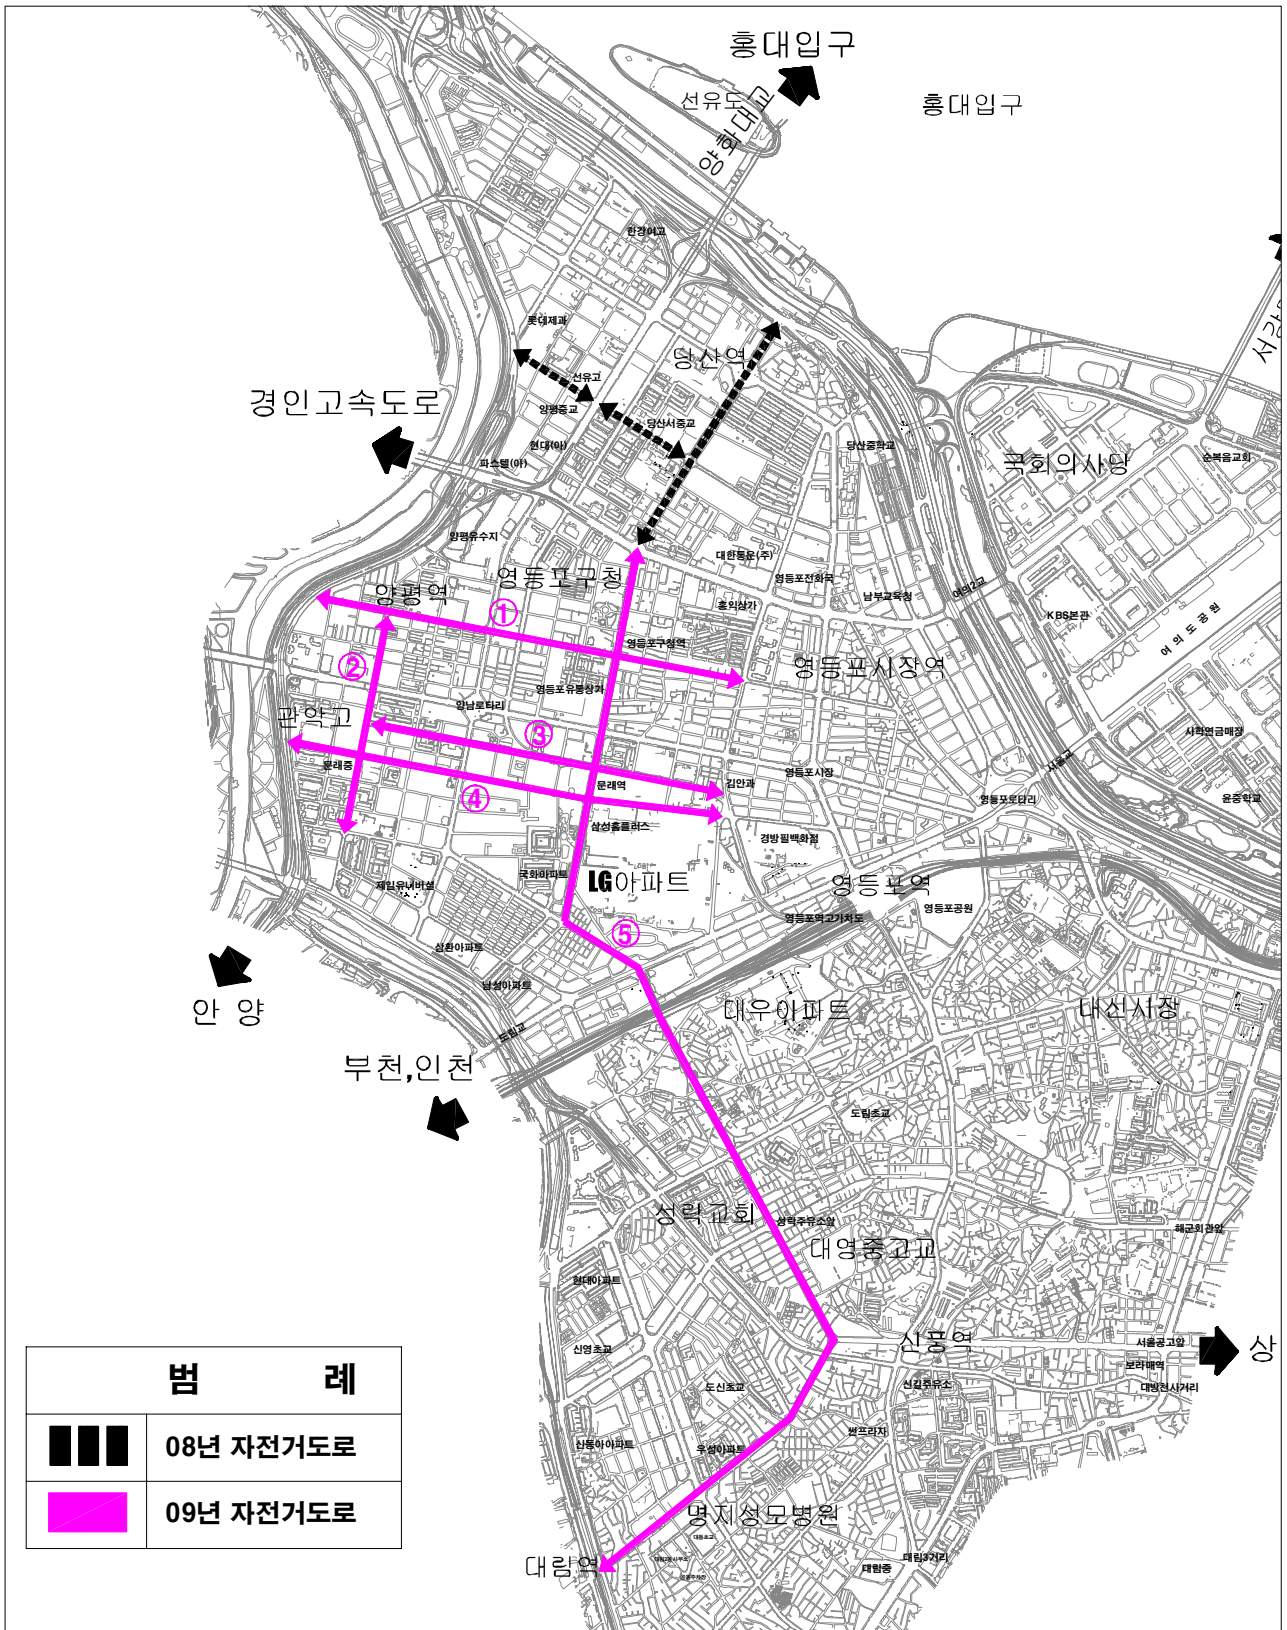 홍대입구
선유도
양화대교
홍대입구
한강여고
롯데제과
당산역
선유고
경인고속도로
양평중교
당산서중교
현대(아)
당산중학교
파스텔(아)
국회의사당
순복음교회
양평유수지
대한통운(주)
영등포구청
영등포전화국
양평역
홍익상가
남부교육청
여의2교
KBS본관
여의도공원
①
영등포구청역
②
영등포시장역
영등포유통상가
양남로타리
관악고
③
사학연금매장
서울교
문래중
영등포시장
문래역
김안과
④
영등포로타리
윤중학교
삼성홈플러스
경방필백화점
국화아파트
LG아파트
영등포역
제일유니버셜
영등포공원
영등포역고가차도
⑤
삼환아파트
남성아파트
안 양
대우아파트
도림교
부천,인천
도림초교
성락교회
성락주유소앞
해군회관앞
대영중고교
현대아파트
신풍역
서울공고앞
상
신영초교
보라매역
도신초교
신길주유소
대방천사거리
썬프라자
신동아아파트
우성아파트
명지성모병원
대림역
대림3거리
대림중
범 례
08년 자전거도로
09년 자전거도로